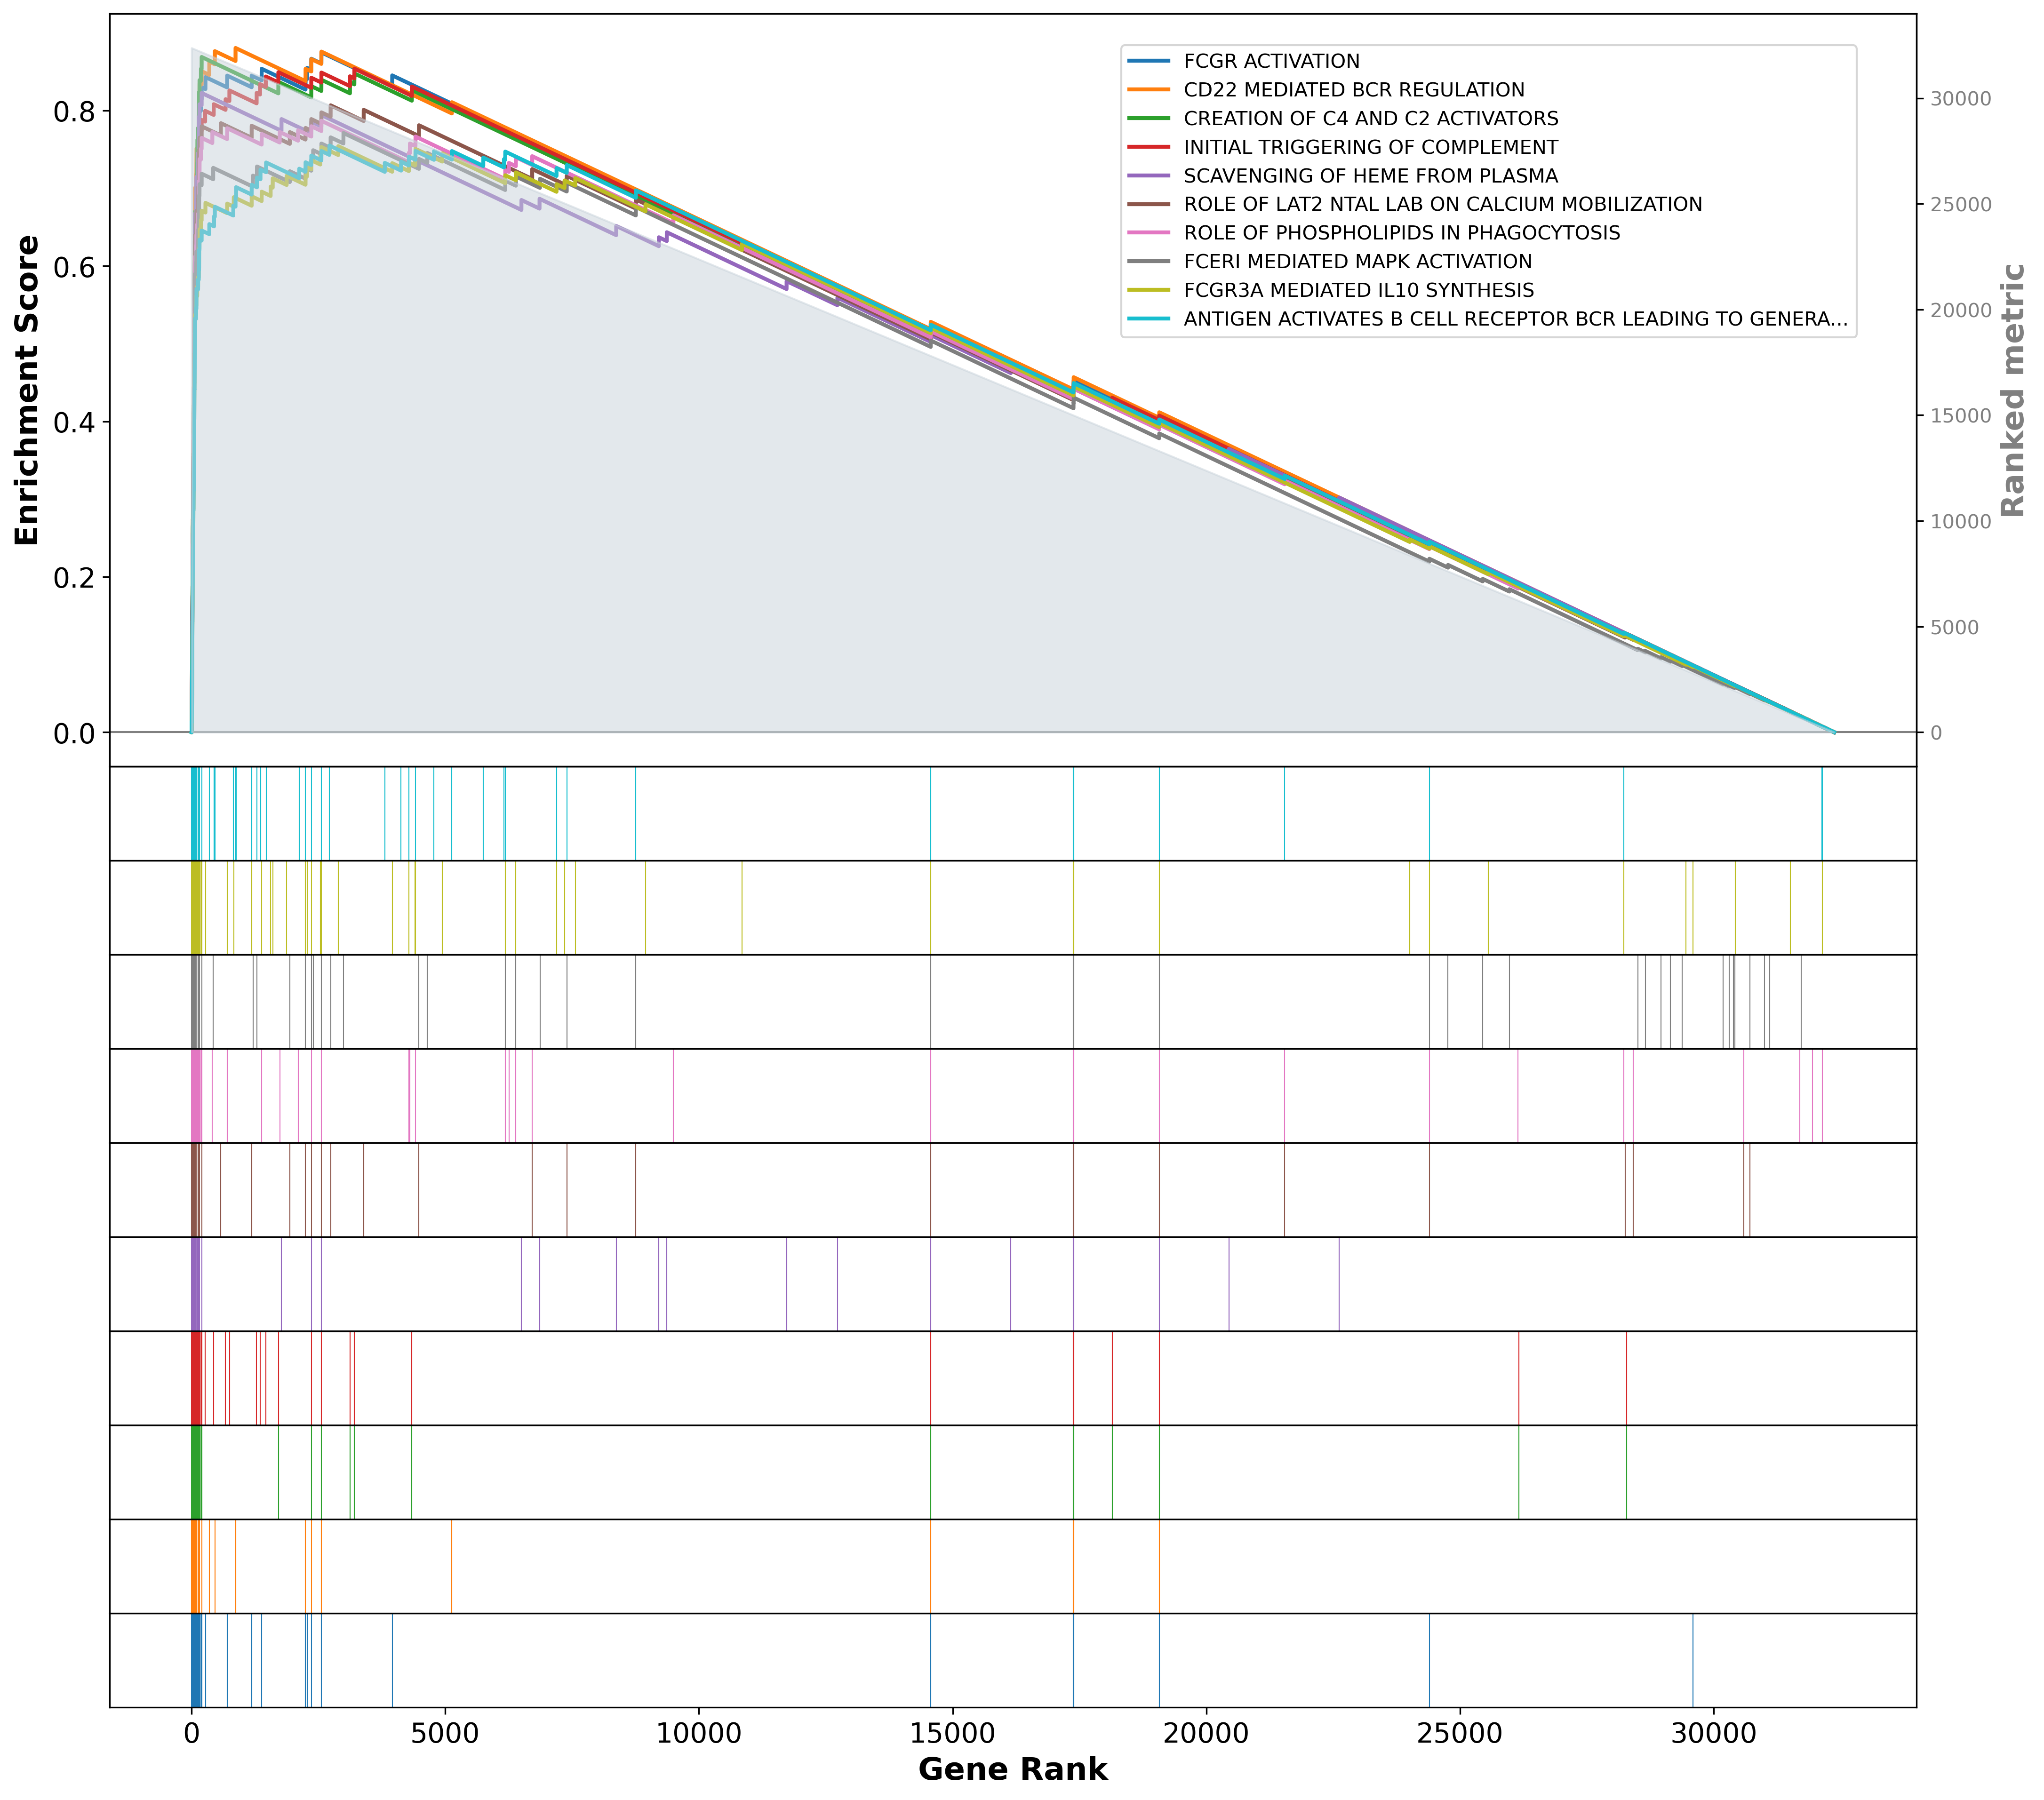 FCGR ACTIVATION
CD22 MEDIATED BCR REGULATION
CREATION OF C4 AND C2 ACTIVATORS
INITIAL TRIGGERING OF COMPLEMENT
SCAVENGING OF HEME FROM PLASMA
ROLE OF LAT2 NTAL LAB ON CALCIUM MOBILIZATION
ROLE OF PHOSPHOLIPIDS IN PHAGOCYTOSIS
FCERI MEDIATED MAPK ACTIVATION
FCGR3A MEDIATED IL10 SYNTHESIS
ANTIGEN ACTIVATES B CELL RECEPTOR BCR LEADING TO GENERA...
Enrichment Score
0.8
0.6
0.4
0.2
0.0
Ranked metric
30000
25000
20000
15000
10000
5000
0
0 5000 10000 15000 20000 25000 30000
Gene Rank